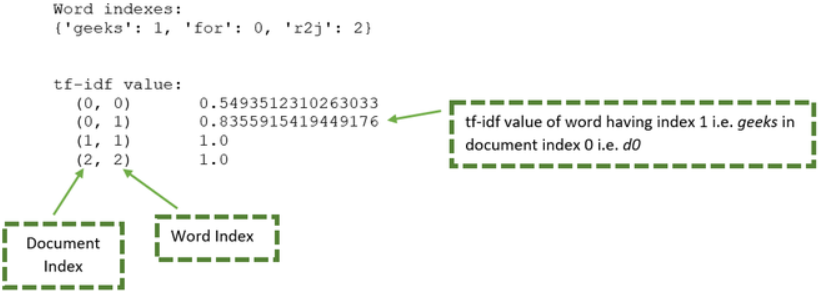 Word indexes:
{'geeks': 1, 'for': 0, 'r2j': 2}
tf-idf value:
(0, 0) 0.5493512310263033
(0, 1) 0.8355915419449176
(1, 1) 1.0
(2, 2) 1.0
tf-idf value of word having index 1 i.e. geeks in
document index 0 i.e. d0
Document
Index
Word Index